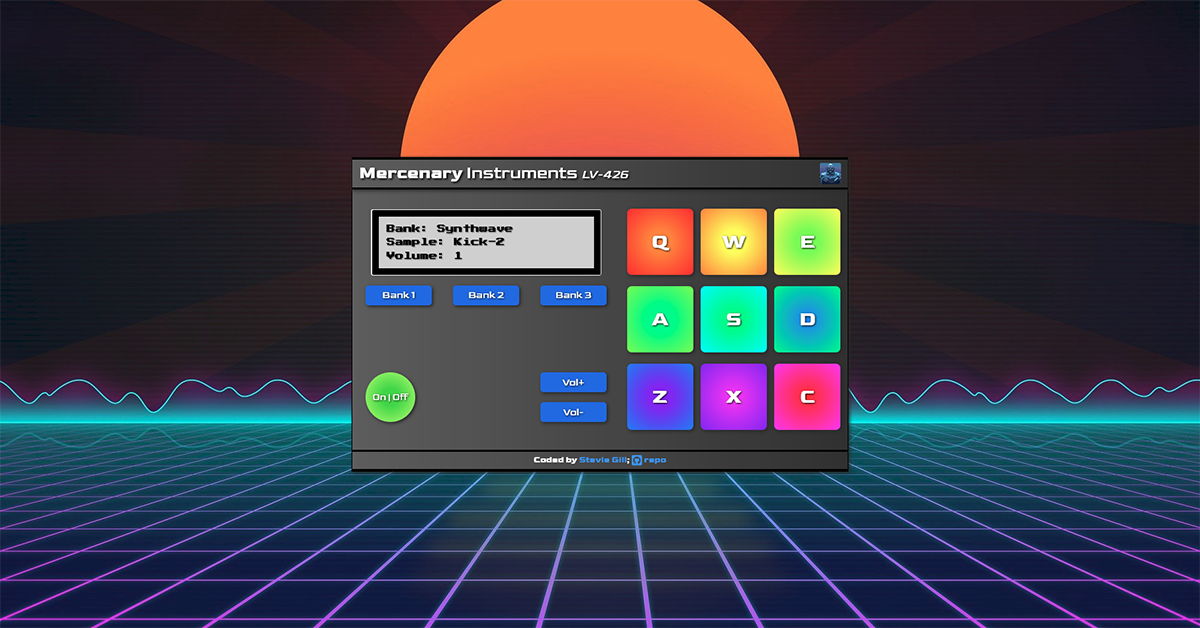 Mercenary Instruments LV-426
Bank: Synthwave
Sample: Kick-2
Volume: 1
Bank 1 Bank 2 Bank 3
Q W E
A S D
Z X C
On | Off
Vol+
Vol-
Coded by Stevie Gill; repo